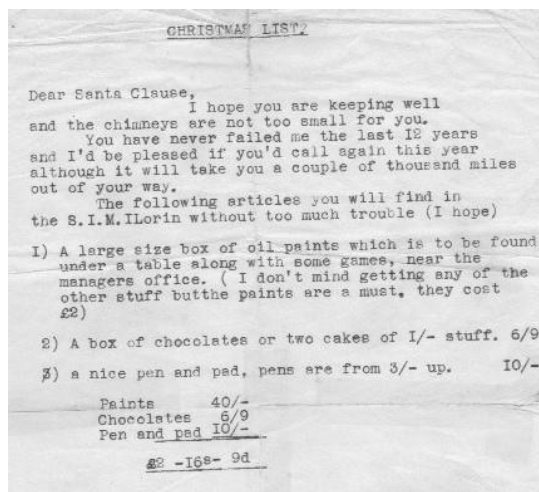 CHRISTMAS LIST
Dear Santa Clause,
I hope you are keeping well
and the chimneys are not too small for you.
You have never failed me the last I2 years
and I'd be pleased if you'd call again this year
although it will take you a couple of thousand miles
out of your way.
The following articles you will find in
the S.I.M.ILorin without too much trouble (I hope)
I) A large size box of oil paints which is to be found
under a table along with some games, near the
managers office. ( I don't mind getting any of the
other stuff butthe paints are a must, they cost
£2)
2) A box of chocolates or two cakes of I/- stuff. 6/9
3) a nice pen and pad, pens are from 3/- up. IO/-
Paints 40/-
Chocolates 6/9
Pen and pad IO/-
£2 -I6s- 9d